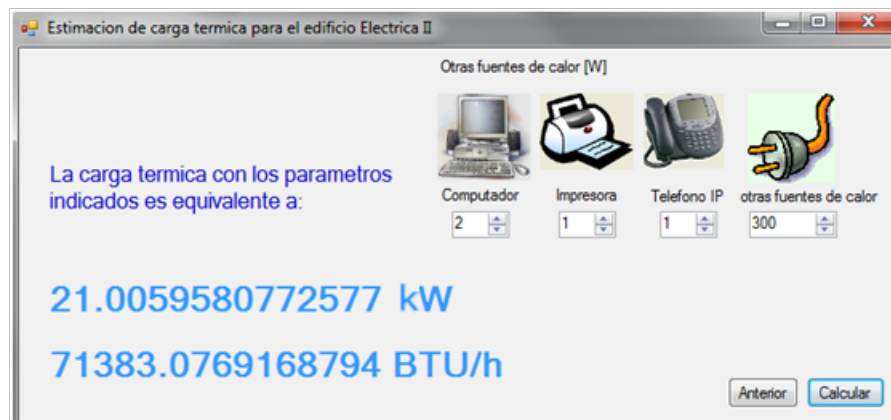 Estimacion de carga termica para el edificio Electrica II
Otras fuentes de calor [W]
La carga termica con los parametros
indicados es equivalente a:
Computador
Impresora
Telefono IP
otras fuentes de calor
2
1
1
300
21.0059580772577 kW
71383.0769168794 BTU/h
Anterior
Calcular